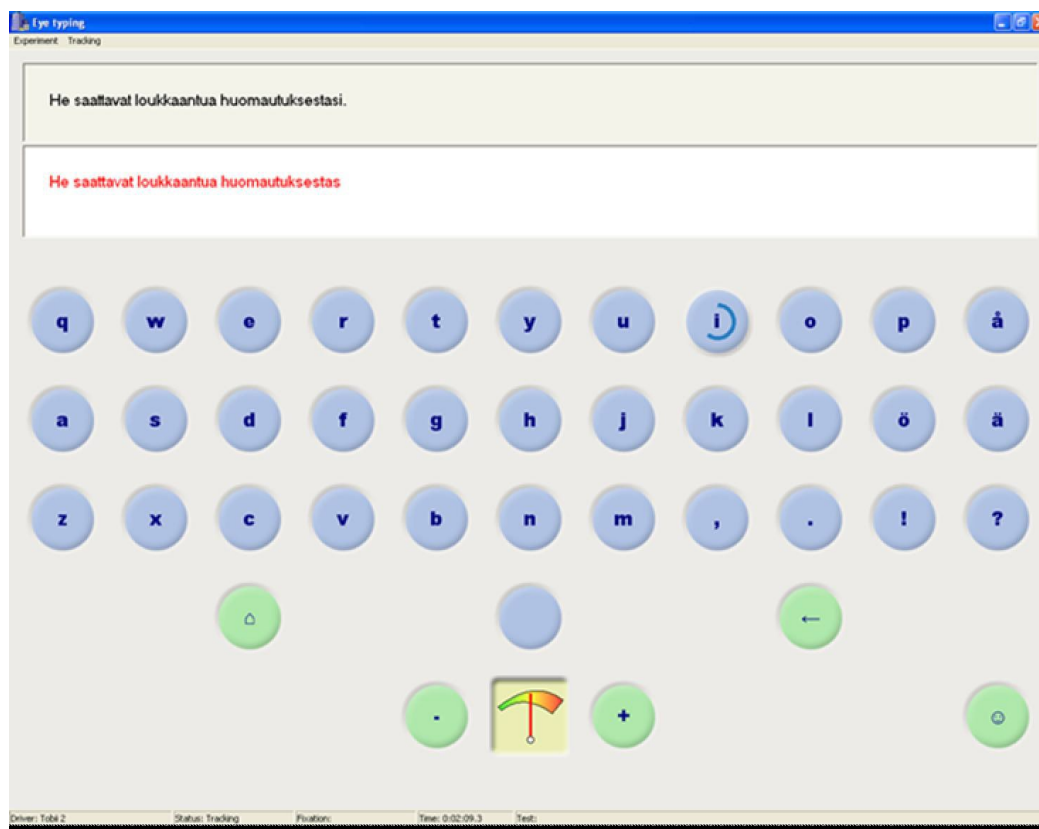 Eye typing
Experiment Tracking
He saattavat loukkaantua huomautuksestasi.
He saattavat loukkaantua huomautuksestas
q w e r t y u i o p å
a s d f g h j k l ö ä
z x c v b n m , . ! ?
←
- +
Driver: Tobii 2 Status: Tracking Fixation: Time: 0:02:09.3 Test: